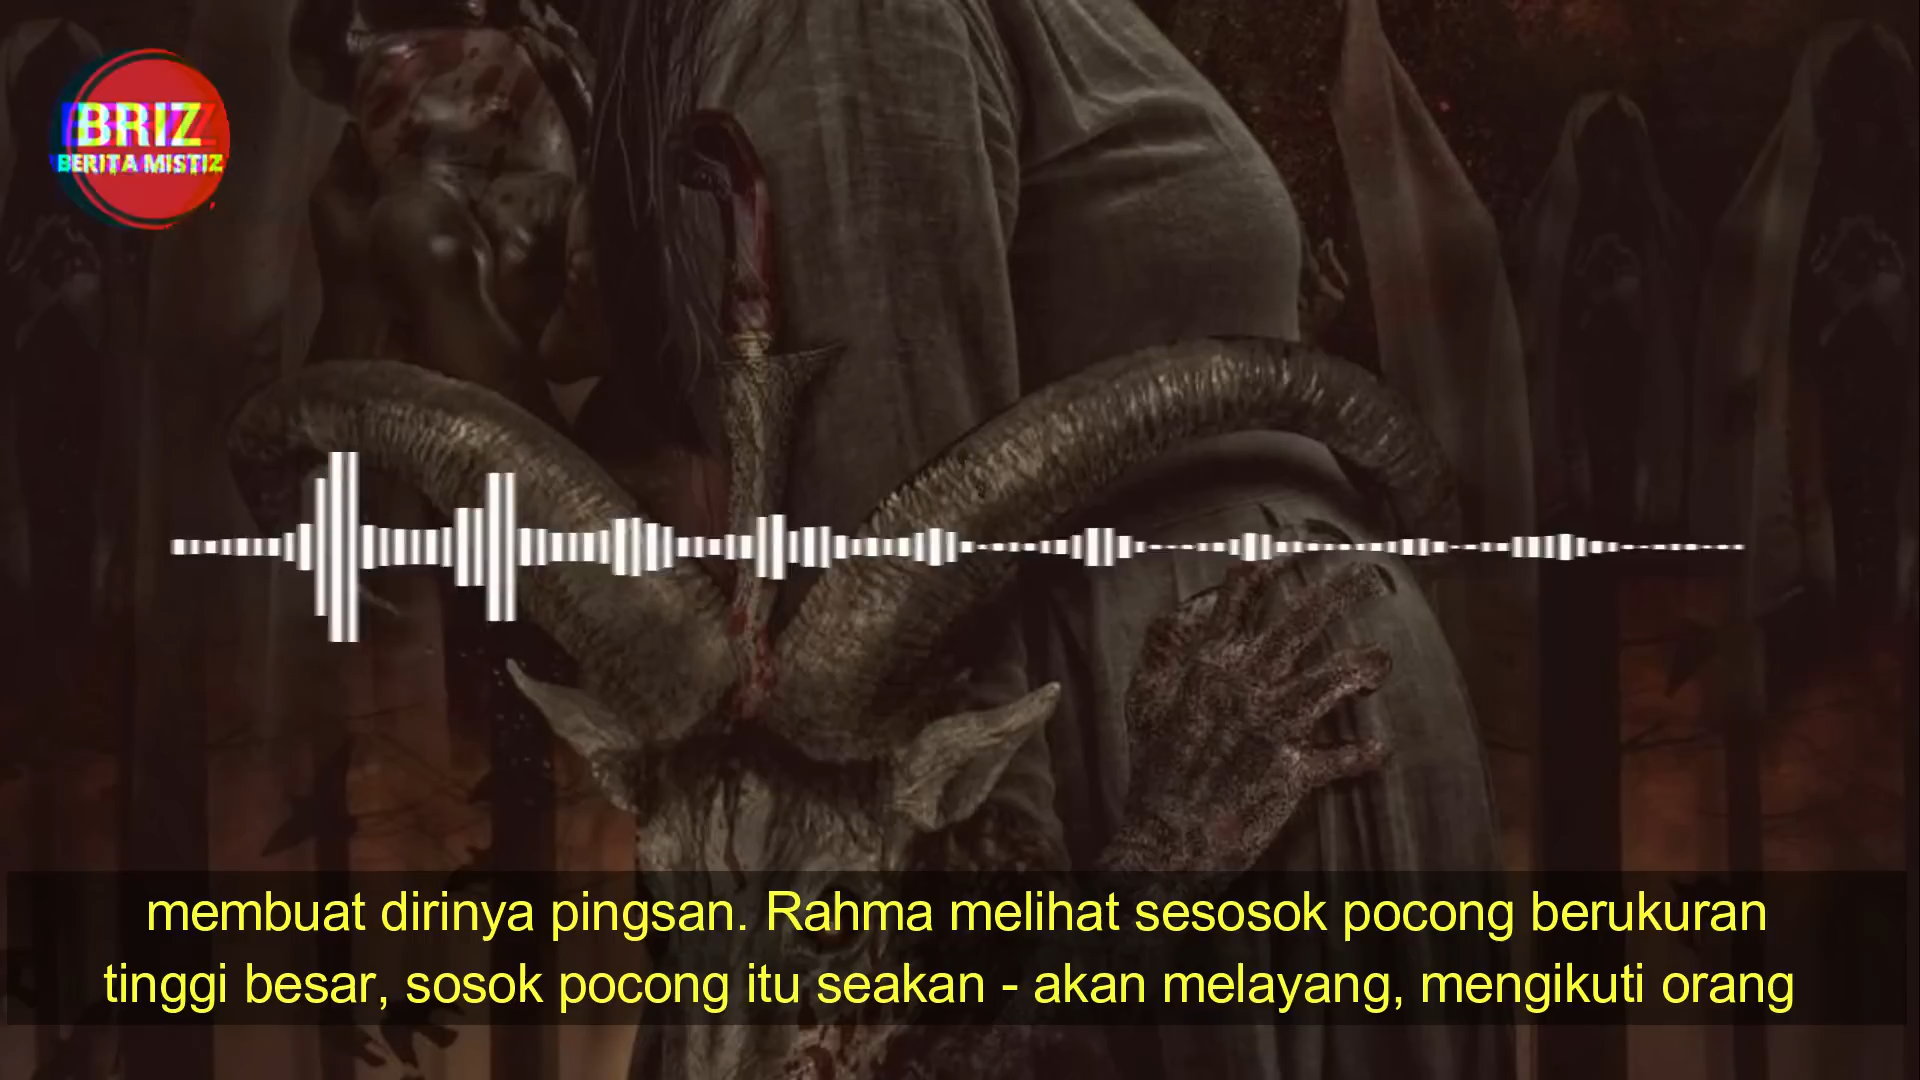 BRIZ
BERITA MISTIZ
membuat dirinya pingsan. Rahma melihat sesosok pocong berukuran
tinggi besar, sosok pocong itu seakan - akan melayang, mengikuti orang